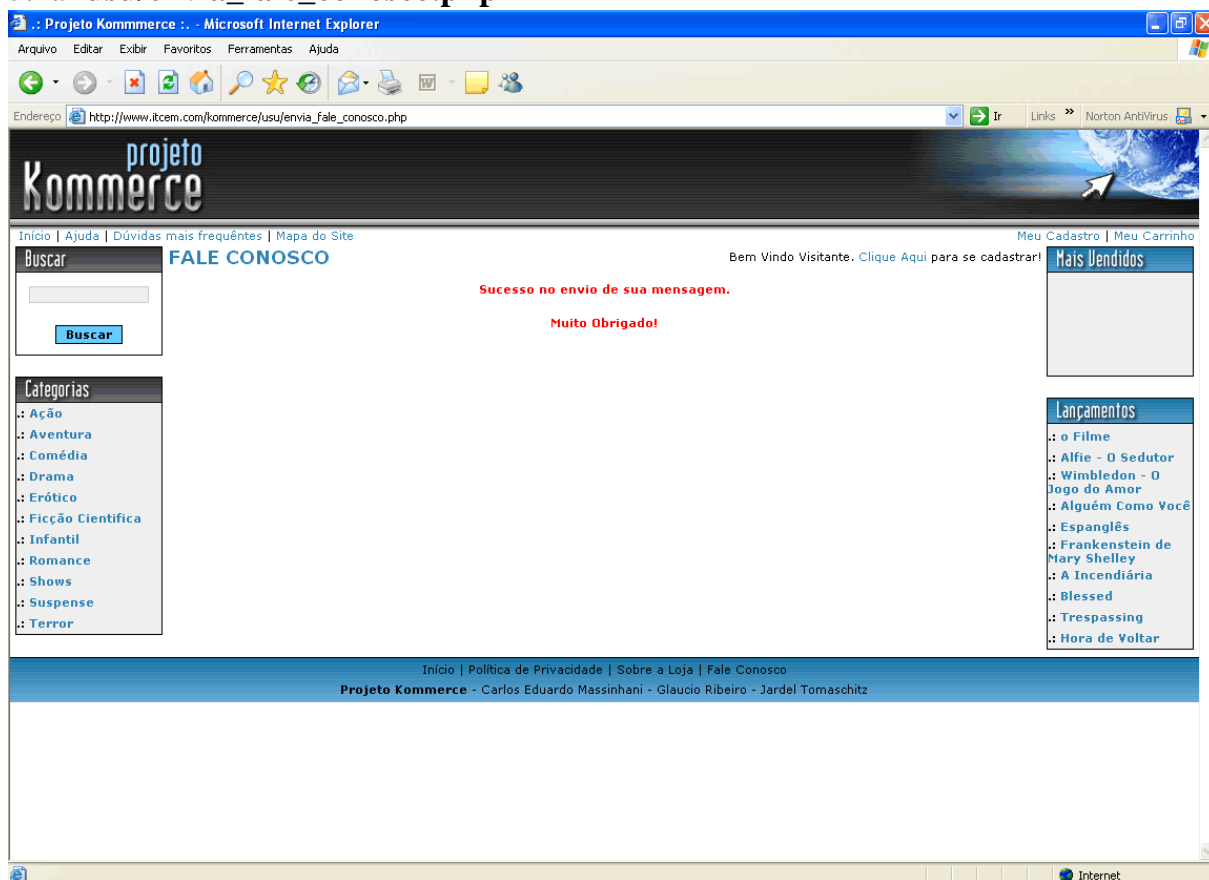 .: Projeto Kommmerce :. - Microsoft Internet Explorer
Arquivo Editar Exibir Favoritos Ferramentas Ajuda
Endereço http://www.itcem.com/kommerce/usu/envia_fale_conosco.php Ir Links » Norton AntiVirus
projeto
Kommerce
Início | Ajuda | Dúvidas mais frequêntes | Mapa do Site Meu Cadastro | Meu Carrinho
Buscar
FALE CONOSCO
Bem Vindo Visitante. Clique Aqui para se cadastrar!
Sucesso no envio de sua mensagem.
Muito Obrigado!
Buscar
Categorias
.: Ação
.: Aventura
.: Comédia
.: Drama
.: Erótico
.: Ficção Científica
.: Infantil
.: Romance
.: Shows
.: Suspense
.: Terror
Mais Vendidos
Lançamentos
.: o Filme
.: Alfie - O Sedutor
.: Wimbledon - O
Jogo do Amor
.: Alguém Como Você
.: Espanglês
.: Frankenstein de
Mary Shelley
.: A Incendiária
.: Blessed
.: Trespassing
.: Hora de Voltar
Início | Política de Privacidade | Sobre a Loja | Fale Conosco
Projeto Kommerce - Carlos Eduardo Massinhani - Glaucio Ribeiro - Jardel Tomaschitz
Internet